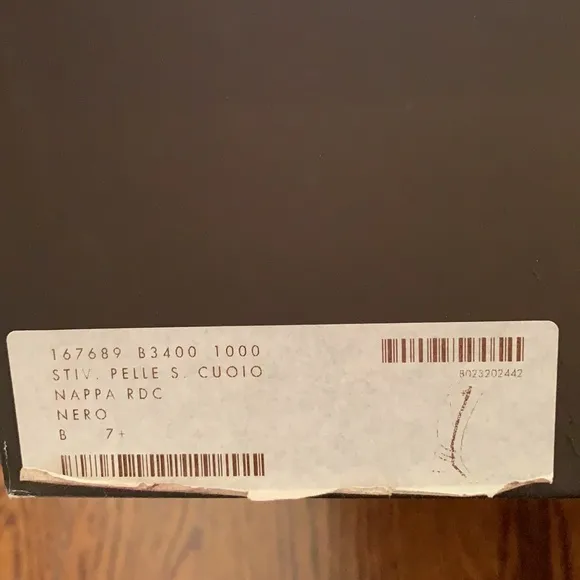 167689 B3400 1000
STIV. PELLE S. CUOIO
NAPPA RDC
NERO
B 7+
8023202442